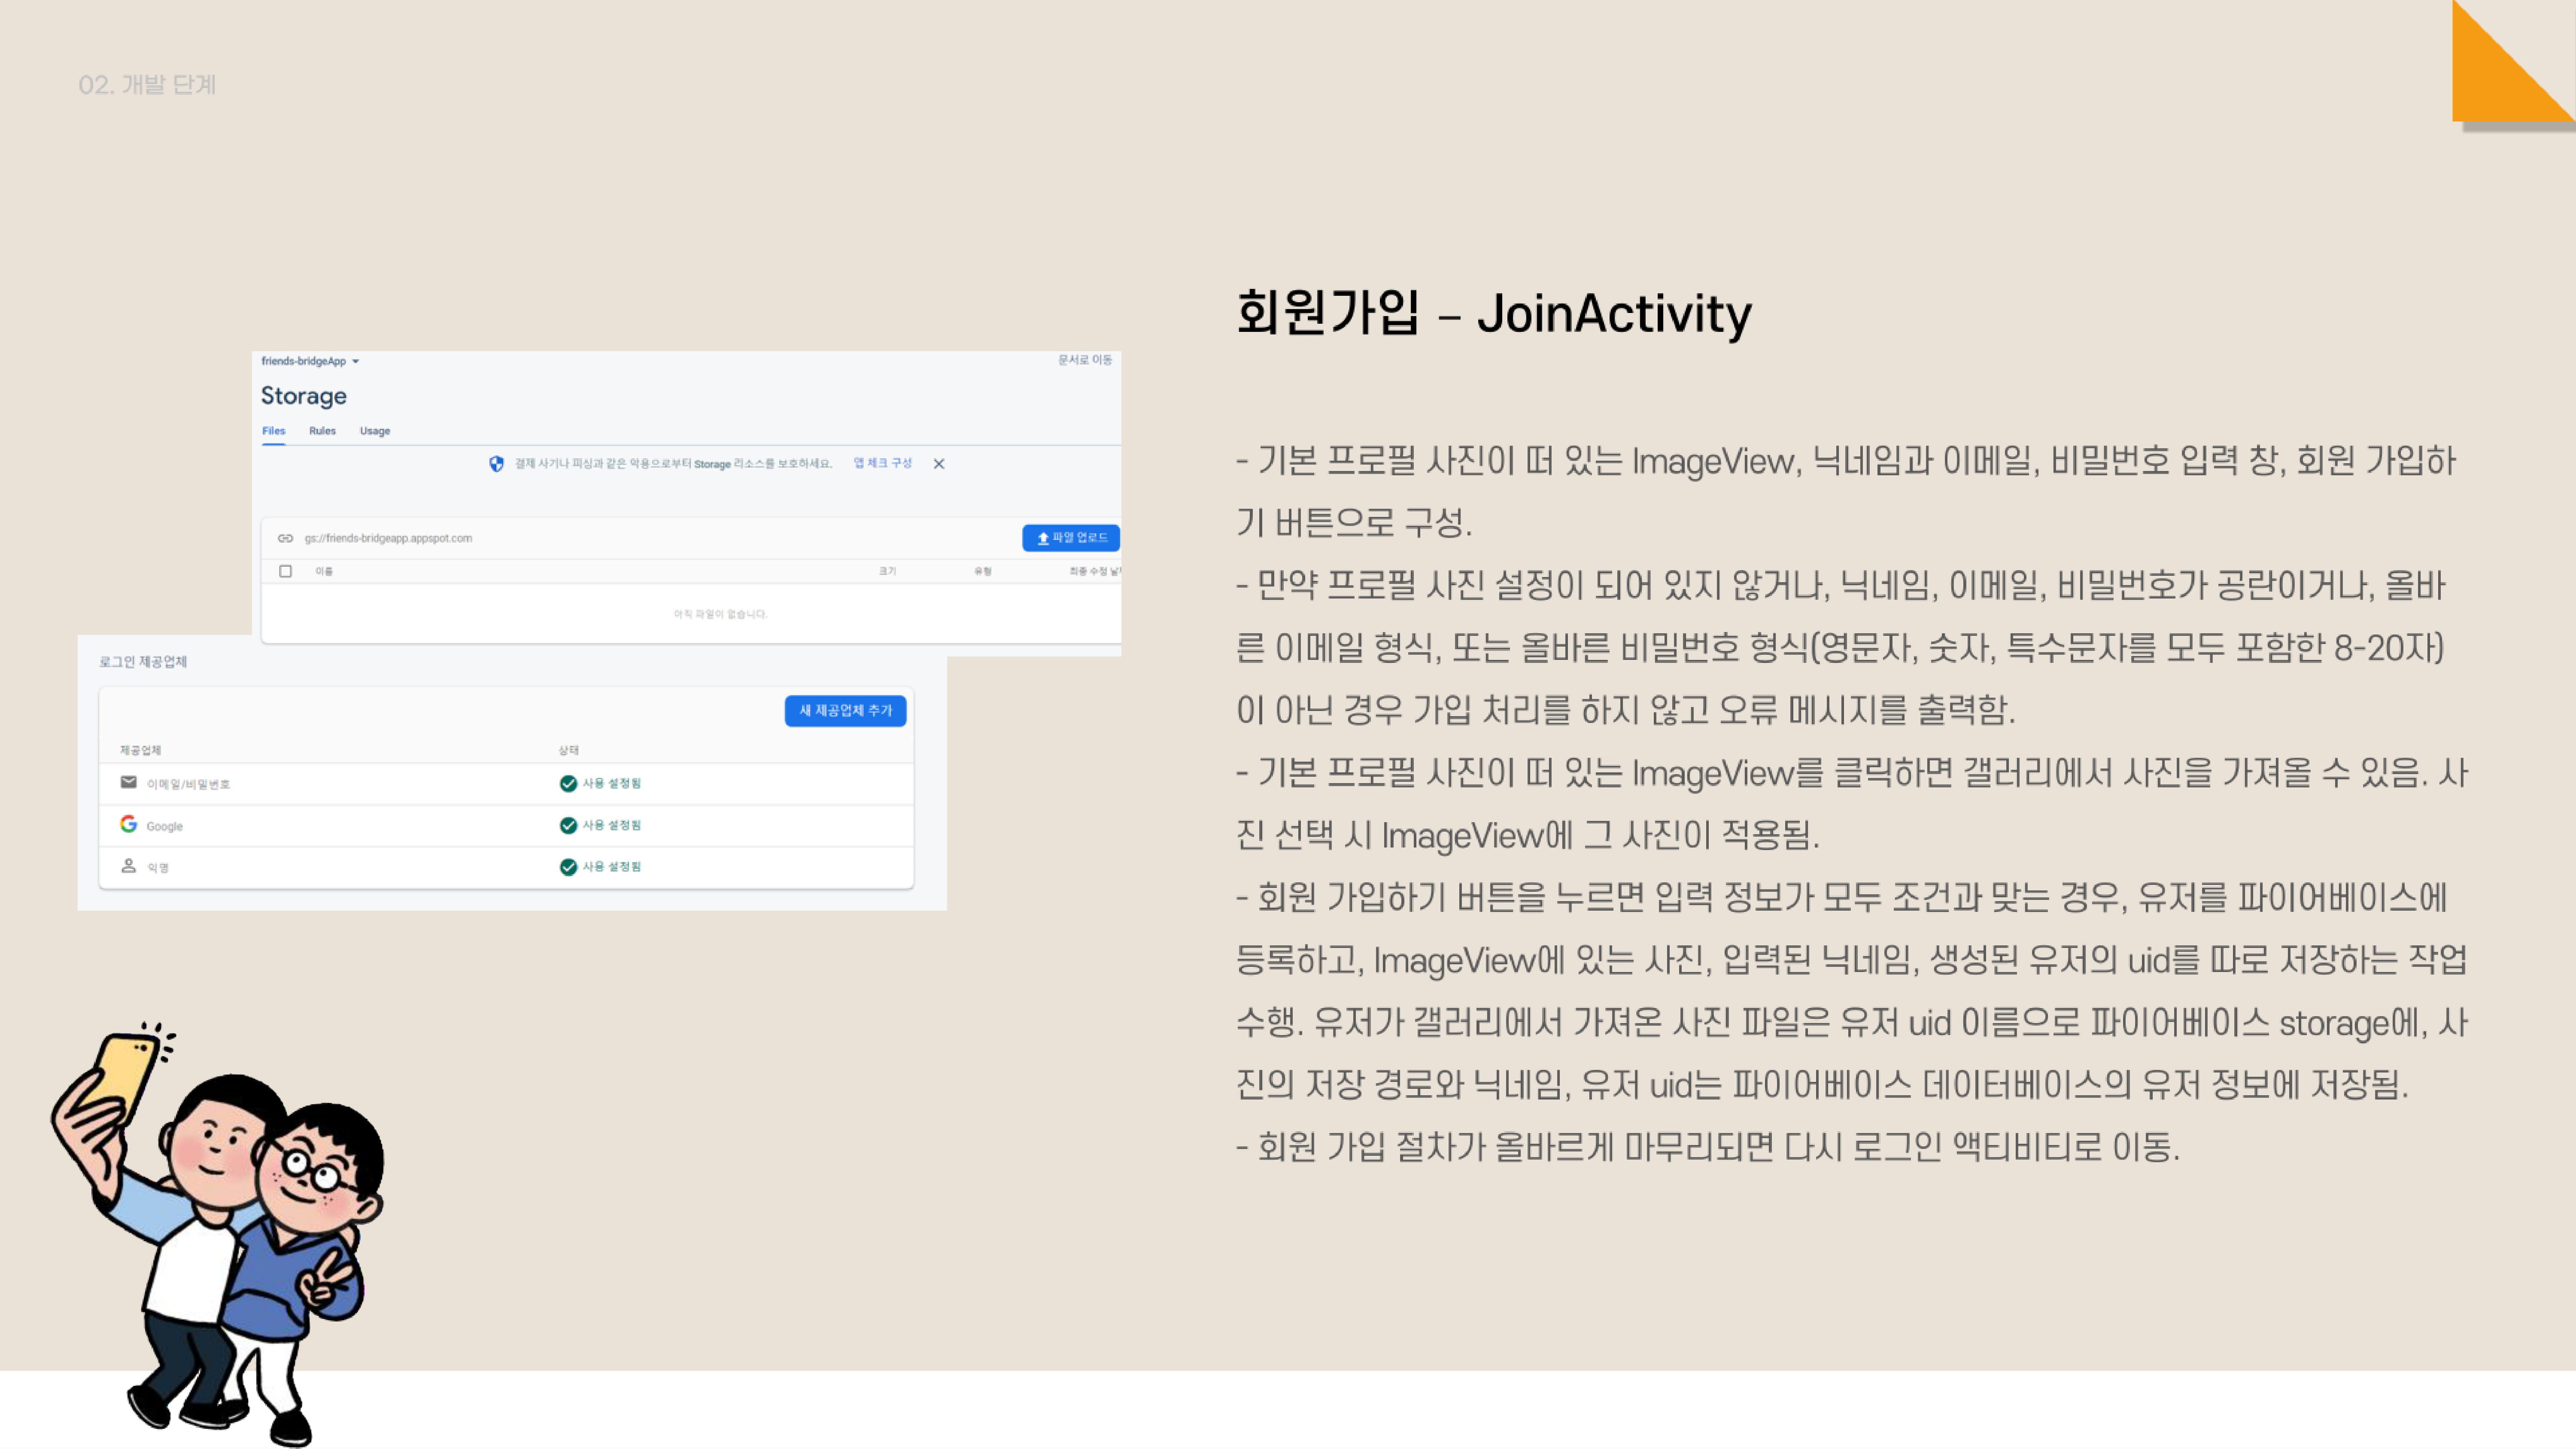 02. 개발 단계
friends-bridgeApp
문서로 이동
Storage
Files Rules Usage
결제 사기나 피싱과 같은 악용으로부터 Storage 리소스를 보호하세요. 앱 체크 구성
gs://friends-bridgeapp.appspot.com
파일 업로드
이름 크기 유형 최종 수정 날
아직 파일이 없습니다.
로그인 제공업체
새 제공업체 추가
제공업체 상태
이메일/비밀번호 사용 설정됨
Google 사용 설정됨
익명 사용 설정됨
회원가입 – JoinActivity
- 기본 프로필 사진이 떠 있는 ImageView, 닉네임과 이메일, 비밀번호 입력 창, 회원 가입하
기 버튼으로 구성.
- 만약 프로필 사진 설정이 되어 있지 않거나, 닉네임, 이메일, 비밀번호가 공란이거나, 올바
른 이메일 형식, 또는 올바른 비밀번호 형식(영문자, 숫자, 특수문자를 모두 포함한 8-20자)
이 아닌 경우 가입 처리를 하지 않고 오류 메시지를 출력함.
- 기본 프로필 사진이 떠 있는 ImageView를 클릭하면 갤러리에서 사진을 가져올 수 있음. 사
진 선택 시 ImageView에 그 사진이 적용됨.
- 회원 가입하기 버튼을 누르면 입력 정보가 모두 조건과 맞는 경우, 유저를 파이어베이스에
등록하고, ImageView에 있는 사진, 입력된 닉네임, 생성된 유저의 uid를 따로 저장하는 작업
수행. 유저가 갤러리에서 가져온 사진 파일은 유저 uid 이름으로 파이어베이스 storage에, 사
진의 저장 경로와 닉네임, 유저 uid는 파이어베이스 데이터베이스의 유저 정보에 저장됨.
- 회원 가입 절차가 올바르게 마무리되면 다시 로그인 액티비티로 이동.